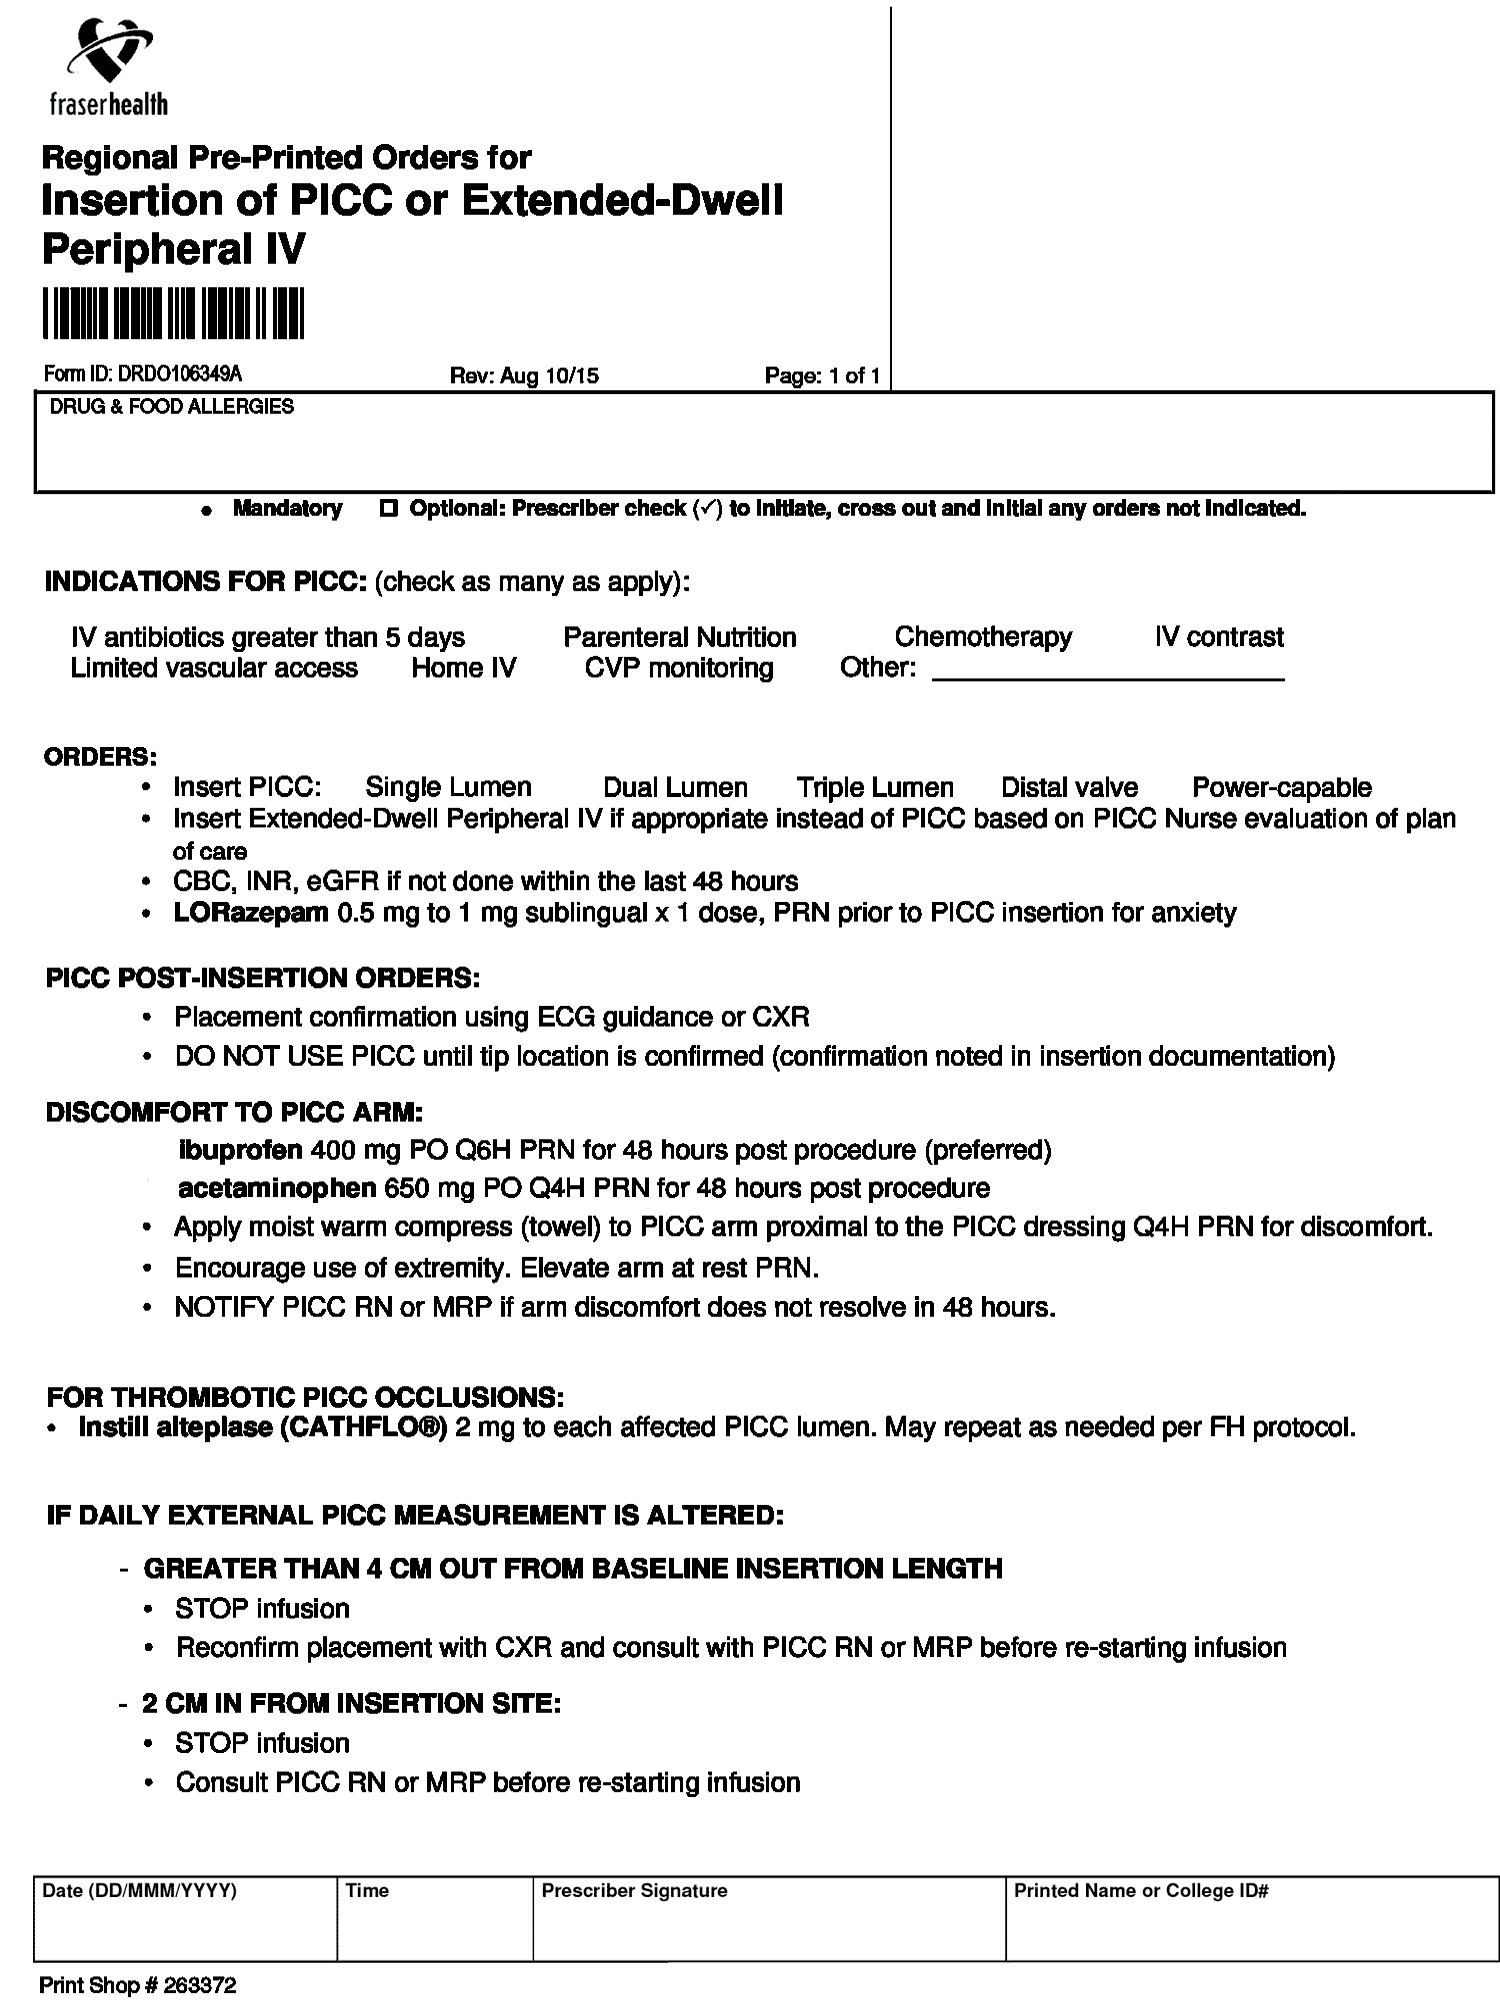 fraserhealth
Regional Pre-Printed Orders for
Insertion of PICC or Extended-Dwell
Peripheral IV
Form ID: DRDO106349A Rev: Aug 10/15 Page: 1 of 1
DRUG & FOOD ALLERGIES
• Mandatory ☐ Optional: Prescriber check (✓) to initiate, cross out and initial any orders not indicated.
INDICATIONS FOR PICC: (check as many as apply):
IV antibiotics greater than 5 days Parenteral Nutrition Chemotherapy IV contrast
Limited vascular access Home IV CVP monitoring Other:
ORDERS:
• Insert PICC: Single Lumen Dual Lumen Triple Lumen Distal valve Power-capable
• Insert Extended-Dwell Peripheral IV if appropriate instead of PICC based on PICC Nurse evaluation of plan
of care
• CBC, INR, eGFR if not done within the last 48 hours
• LORazepam 0.5 mg to 1 mg sublingual x 1 dose, PRN prior to PICC insertion for anxiety
PICC POST-INSERTION ORDERS:
• Placement confirmation using ECG guidance or CXR
• DO NOT USE PICC until tip location is confirmed (confirmation noted in insertion documentation)
DISCOMFORT TO PICC ARM:
ibuprofen 400 mg PO Q6H PRN for 48 hours post procedure (preferred)
acetaminophen 650 mg PO Q4H PRN for 48 hours post procedure
• Apply moist warm compress (towel) to PICC arm proximal to the PICC dressing Q4H PRN for discomfort.
• Encourage use of extremity. Elevate arm at rest PRN.
• NOTIFY PICC RN or MRP if arm discomfort does not resolve in 48 hours.
FOR THROMBOTIC PICC OCCLUSIONS:
• Instill alteplase (CATHFLO®) 2 mg to each affected PICC lumen. May repeat as needed per FH protocol.
IF DAILY EXTERNAL PICC MEASUREMENT IS ALTERED:
- GREATER THAN 4 CM OUT FROM BASELINE INSERTION LENGTH
• STOP infusion
• Reconfirm placement with CXR and consult with PICC RN or MRP before re-starting infusion
- 2 CM IN FROM INSERTION SITE:
• STOP infusion
• Consult PICC RN or MRP before re-starting infusion
Date (DD/MMM/YYYY) Time Prescriber Signature Printed Name or College ID#
Print Shop # 263372